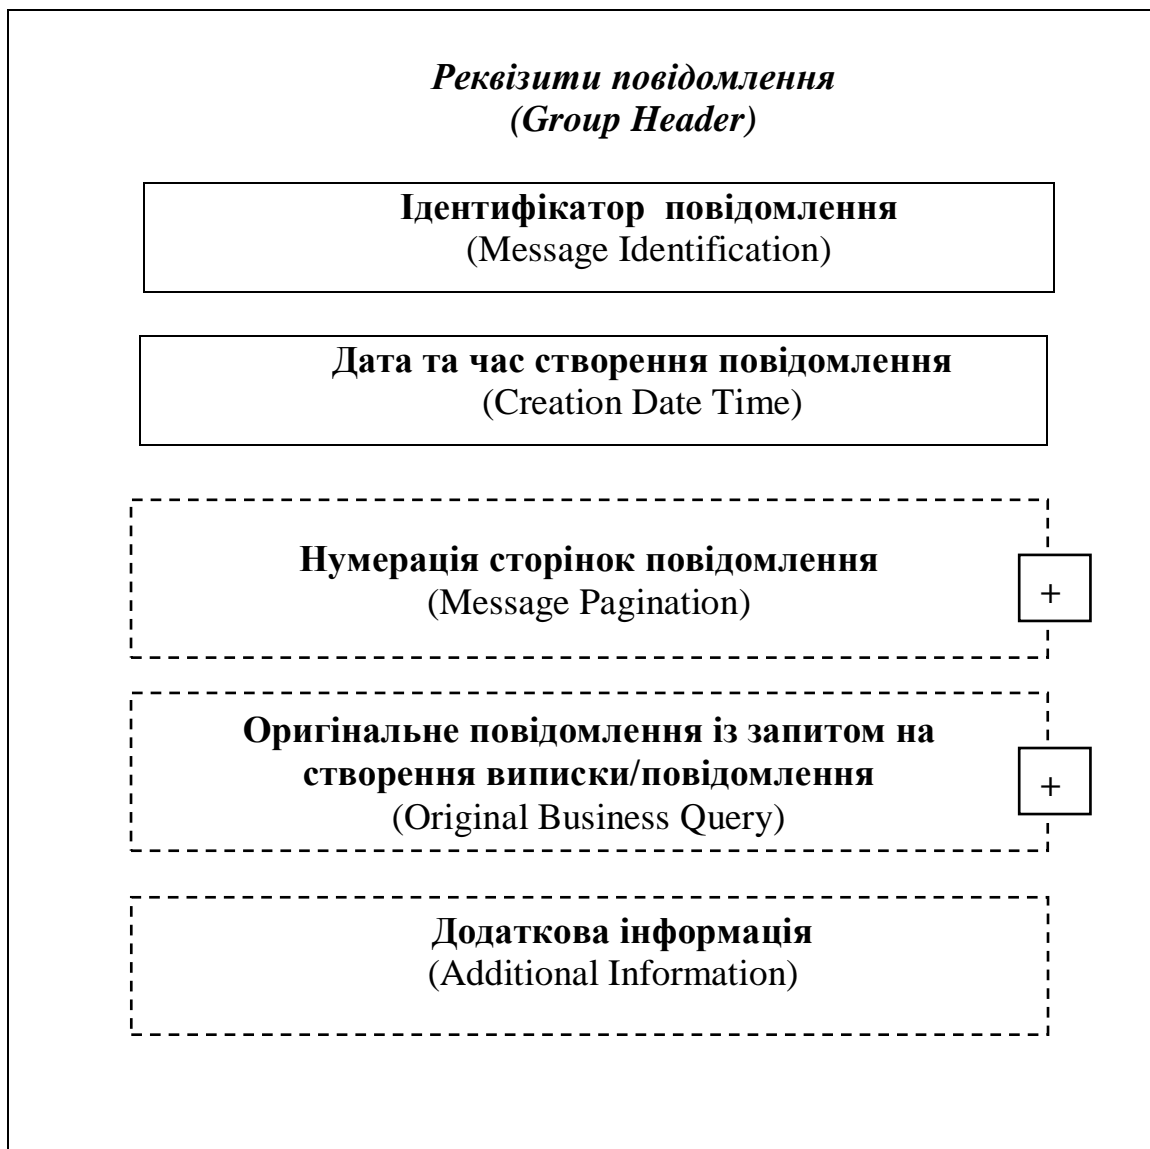 Реквізити повідомлення
(Group Header)
Ідентифікатор повідомлення
(Message Identification)
Дата та час створення повідомлення
(Creation Date Time)
Нумерація сторінок повідомлення
(Message Pagination)
+
Оригінальне повідомлення із запитом на
створення виписки/повідомлення
(Original Business Query)
+
Додаткова інформація
(Additional Information)